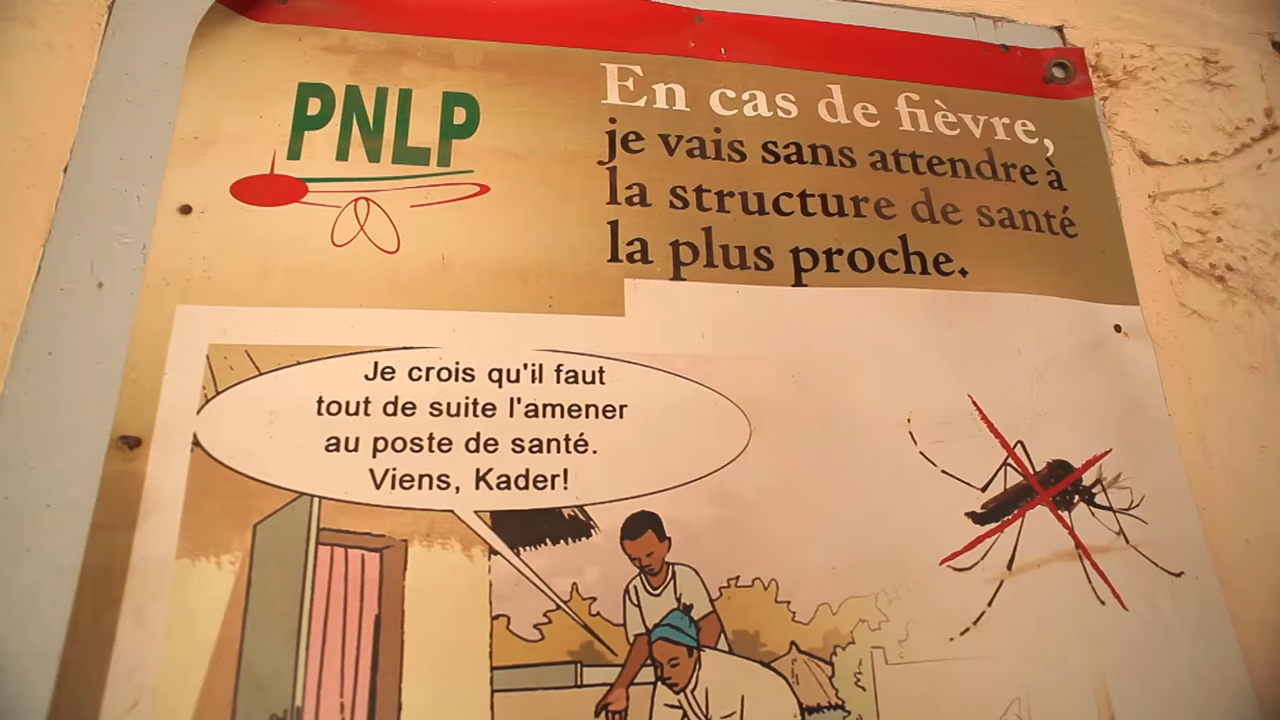 PNLP
En cas de fièvre,
je vais sans attendre à
la structure de santé
la plus proche.
Je crois qu'il faut
tout de suite l'amener
au poste de santé.
Viens, Kader!